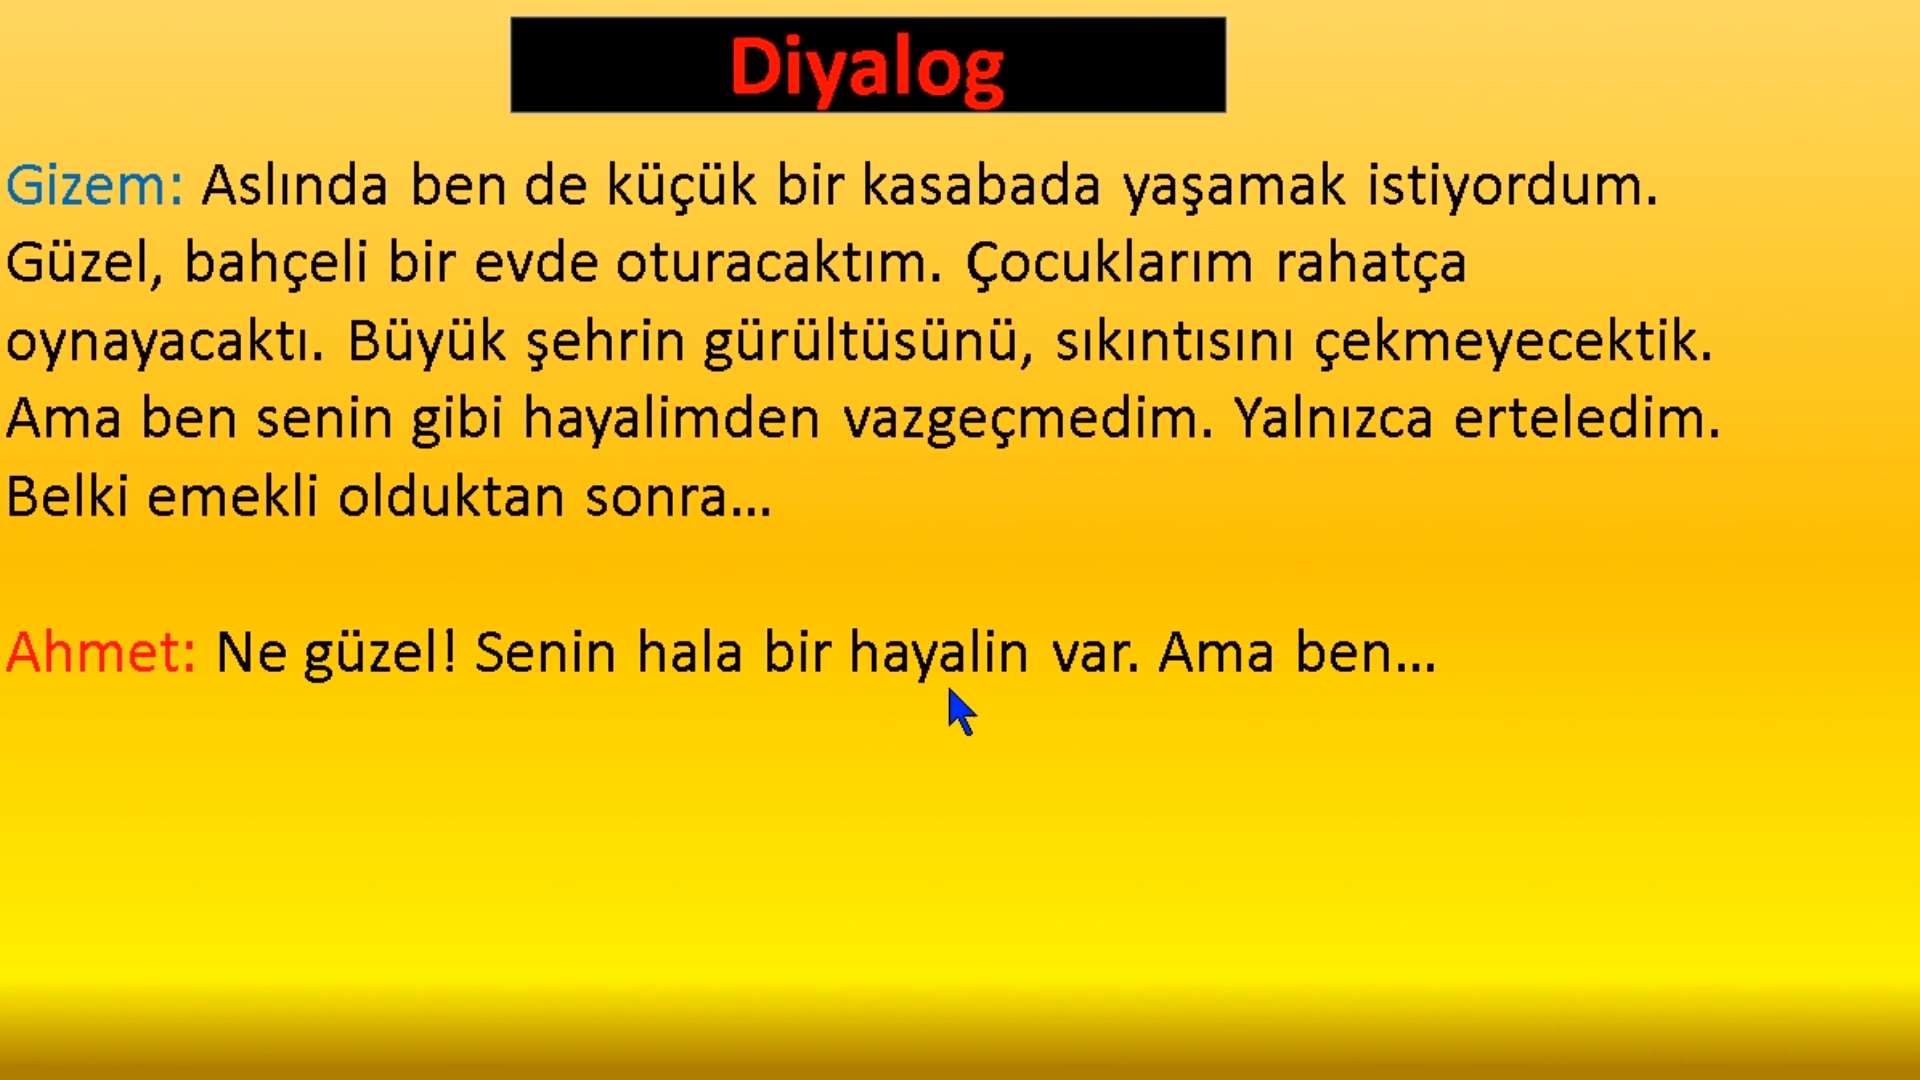 Diyalog
Gizem: Aslında ben de küçük bir kasabada yaşamak istiyordum.
Güzel, bahçeli bir evde oturacaktım. Çocuklarım rahatça
oynayacaktı. Büyük şehrin gürültüsünü, sıkıntısını çekmeyecektik.
Ama ben senin gibi hayalimden vazgeçmedim. Yalnızca erteledim.
Belki emekli olduktan sonra...
Ahmet: Ne güzel! Senin hala bir hayalin var. Ama ben...